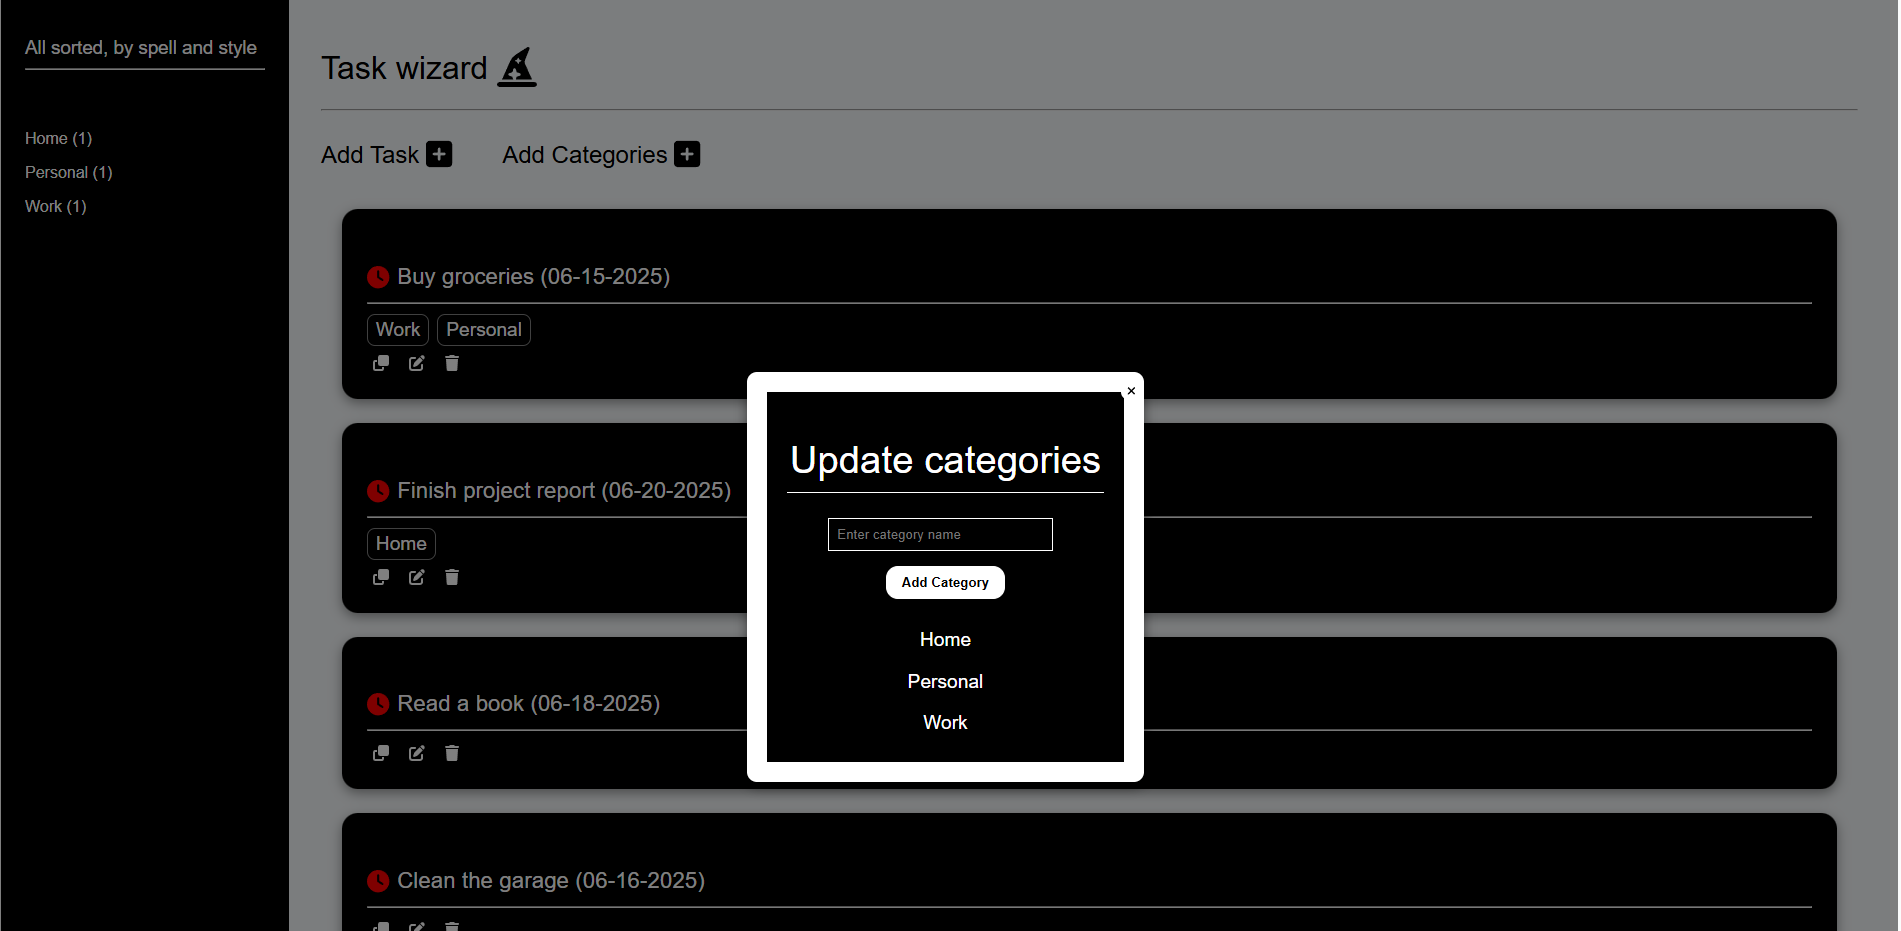 All sorted, by spell and style
Home (1)
Personal (1)
Work (1)
Task wizard
Add Task
Add Categories
Buy groceries (06-15-2025)
Work
Personal
Finish project report (06-20-2025)
Home
Read a book (06-18-2025)
Clean the garage (06-16-2025)
×
Update categories
Enter category name
Add Category
Home
Personal
Work